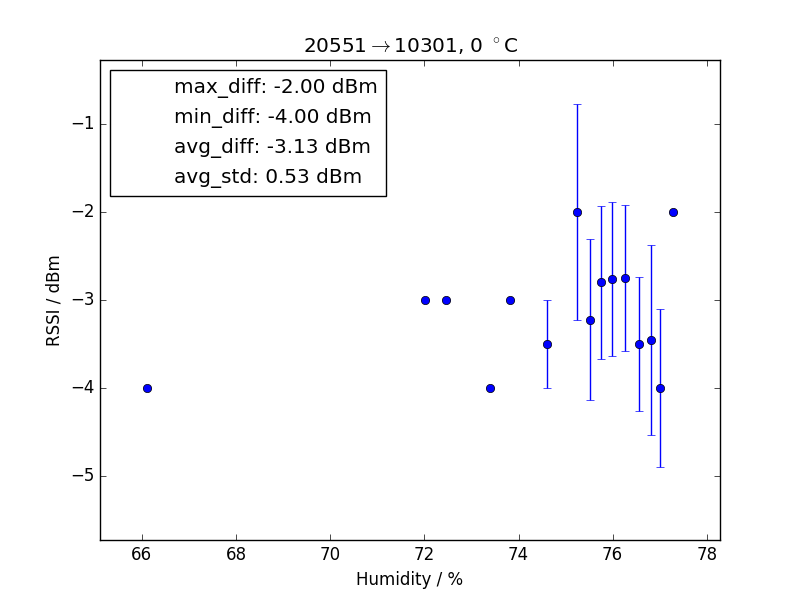 20551→10301, 0 °C
max_diff: -2.00 dBm
min_diff: -4.00 dBm
avg_diff: -3.13 dBm
avg_std: 0.53 dBm
RSSI / dBm
−1
−2
−3
−4
−5
66 68 70 72 74 76 78
Humidity / %